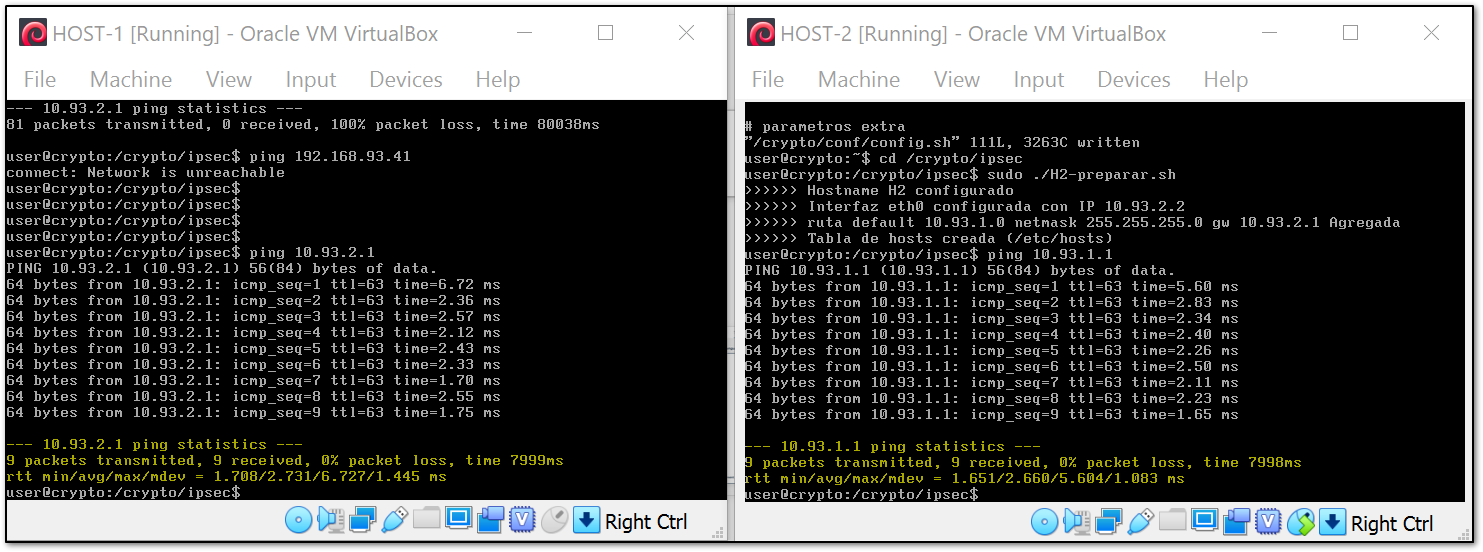 HOST-1 [Running] - Oracle VM VirtualBox
File Machine View Input Devices Help
--- 10.93.2.1 ping statistics ---
81 packets transmitted, 0 received, 100% packet loss, time 80038ms
user@crypto:/crypto/ipsec$ ping 192.168.93.41
connect: Network is unreachable
user@crypto:/crypto/ipsec$
user@crypto:/crypto/ipsec$
user@crypto:/crypto/ipsec$
user@crypto:/crypto/ipsec$
user@crypto:/crypto/ipsec$ ping 10.93.2.1
PING 10.93.2.1 (10.93.2.1) 56(84) bytes of data.
64 bytes from 10.93.2.1: icmp_seq=1 ttl=63 time=6.72 ms
64 bytes from 10.93.2.1: icmp_seq=2 ttl=63 time=2.36 ms
64 bytes from 10.93.2.1: icmp_seq=3 ttl=63 time=2.57 ms
64 bytes from 10.93.2.1: icmp_seq=4 ttl=63 time=2.12 ms
64 bytes from 10.93.2.1: icmp_seq=5 ttl=63 time=2.43 ms
64 bytes from 10.93.2.1: icmp_seq=6 ttl=63 time=2.33 ms
64 bytes from 10.93.2.1: icmp_seq=7 ttl=63 time=1.70 ms
64 bytes from 10.93.2.1: icmp_seq=8 ttl=63 time=2.55 ms
64 bytes from 10.93.2.1: icmp_seq=9 ttl=63 time=1.75 ms
--- 10.93.2.1 ping statistics ---
9 packets transmitted, 9 received, 0% packet loss, time 7999ms
rtt min/avg/max/mdev = 1.708/2.731/6.727/1.445 ms
user@crypto:/crypto/ipsec$
Right Ctrl
HOST-2 [Running] - Oracle VM VirtualBox
File Machine View Input Devices Help
# parametros extra
"/crypto/conf/config.sh" 111L, 3263C written
user@crypto:~$ cd /crypto/ipsec
user@crypto:/crypto/ipsec$ sudo ./H2-preparar.sh
>>>>>> Hostname H2 configurado
>>>>>> Interfaz eth0 configurada con IP 10.93.2.2
>>>>>> ruta default 10.93.1.0 netmask 255.255.255.0 gw 10.93.2.1 Agregada
>>>>>> Tabla de hosts creada (/etc/hosts)
user@crypto:/crypto/ipsec$ ping 10.93.1.1
PING 10.93.1.1 (10.93.1.1) 56(84) bytes of data.
64 bytes from 10.93.1.1: icmp_seq=1 ttl=63 time=5.60 ms
64 bytes from 10.93.1.1: icmp_seq=2 ttl=63 time=2.83 ms
64 bytes from 10.93.1.1: icmp_seq=3 ttl=63 time=2.34 ms
64 bytes from 10.93.1.1: icmp_seq=4 ttl=63 time=2.40 ms
64 bytes from 10.93.1.1: icmp_seq=5 ttl=63 time=2.26 ms
64 bytes from 10.93.1.1: icmp_seq=6 ttl=63 time=2.50 ms
64 bytes from 10.93.1.1: icmp_seq=7 ttl=63 time=2.11 ms
64 bytes from 10.93.1.1: icmp_seq=8 ttl=63 time=2.23 ms
64 bytes from 10.93.1.1: icmp_seq=9 ttl=63 time=1.65 ms
--- 10.93.1.1 ping statistics ---
9 packets transmitted, 9 received, 0% packet loss, time 7998ms
rtt min/avg/max/mdev = 1.651/2.660/5.604/1.083 ms
user@crypto:/crypto/ipsec$
Right Ctrl